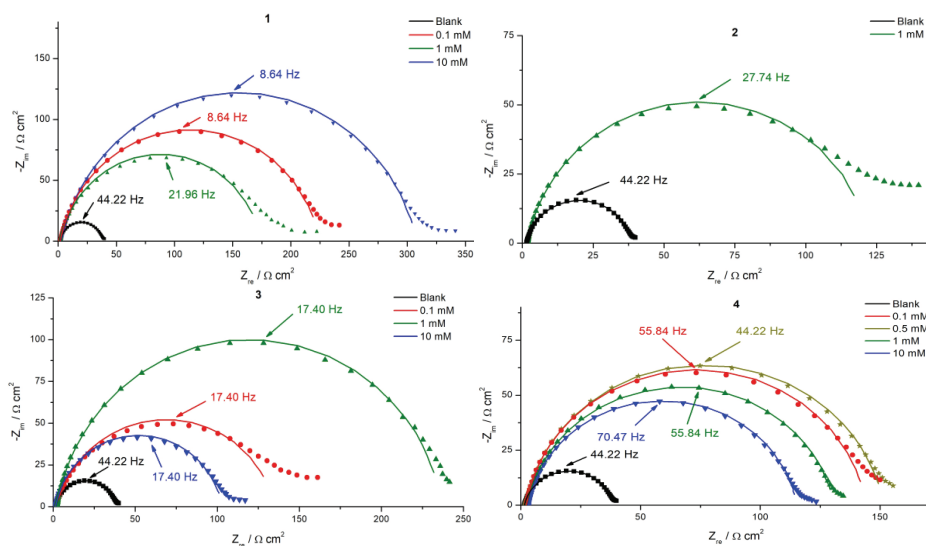 1
Blank
0.1 mM
1 mM
10 mM
8.64 Hz
8.64 Hz
21.96 Hz
44.22 Hz
-Z_im / Ω cm²
180
150
100
50
0
0 50 100 150 200 250 300 350
Z_re / Ω cm²
2
Blank
1 mM
27.74 Hz
44.22 Hz
-Z_im / Ω cm²
75
50
25
0
0 25 50 75 100 125
Z_re / Ω cm²
3
Blank
0.1 mM
1 mM
10 mM
17.40 Hz
17.40 Hz
44.22 Hz
17.40 Hz
-Z_im / Ω cm²
125
100
75
50
25
0
0 50 100 150 200 250
Z_re / Ω cm²
4
Blank
0.1 mM
0.5 mM
1 mM
10 mM
55.84 Hz
44.22 Hz
70.47 Hz
55.84 Hz
44.22 Hz
-Z_im / Ω cm²
75
50
25
0
0 50 100 150
Z_re / Ω cm²